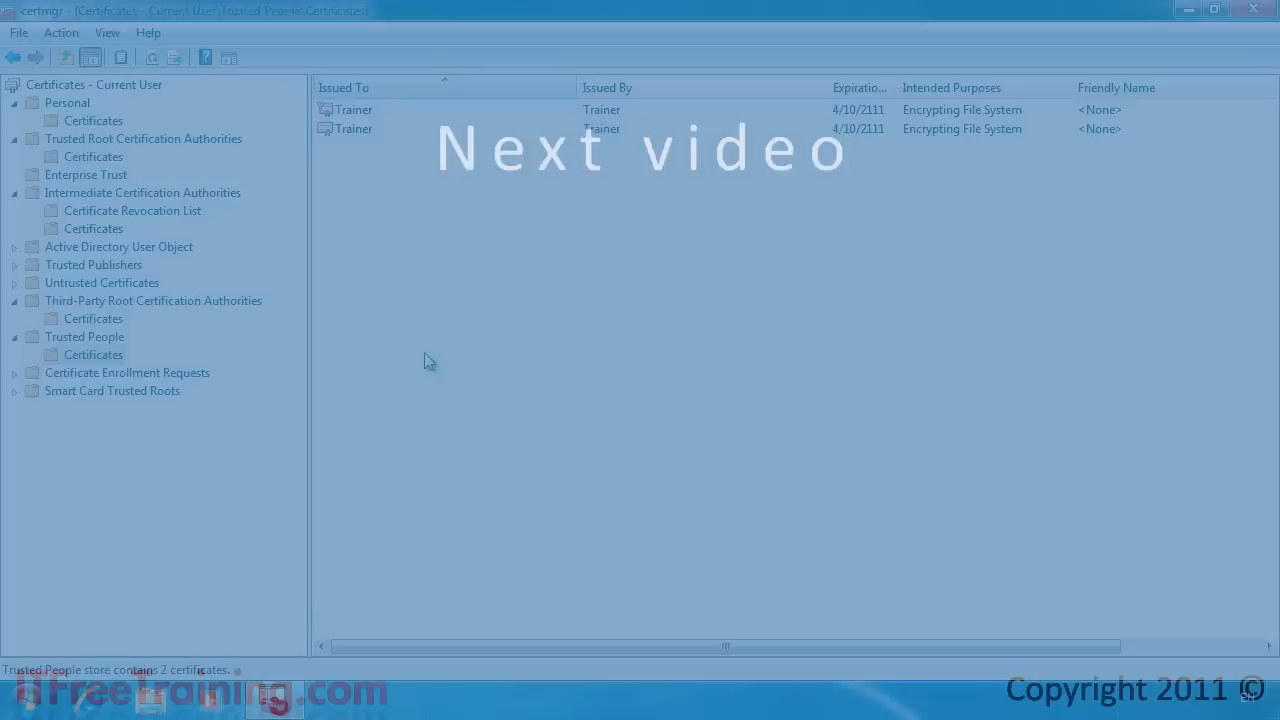 certmgr - [Certificates - Current User\Trusted People\Certificates]
File Action View Help
Certificates - Current User
Personal
Certificates
Trusted Root Certification Authorities
Certificates
Enterprise Trust
Intermediate Certification Authorities
Certificate Revocation List
Certificates
Active Directory User Object
Trusted Publishers
Untrusted Certificates
Third-Party Root Certification Authorities
Certificates
Trusted People
Certificates
Certificate Enrollment Requests
Smart Card Trusted Roots
Issued To Issued By Expiratio... Intended Purposes Friendly Name
Trainer Trainer 4/10/2111 Encrypting File System <None>
Trainer Trainer 4/10/2111 Encrypting File System <None>
Next video
Trusted People store contains 2 certificates.
ITFreeTraining.com
Copyright 2011 ©
EN